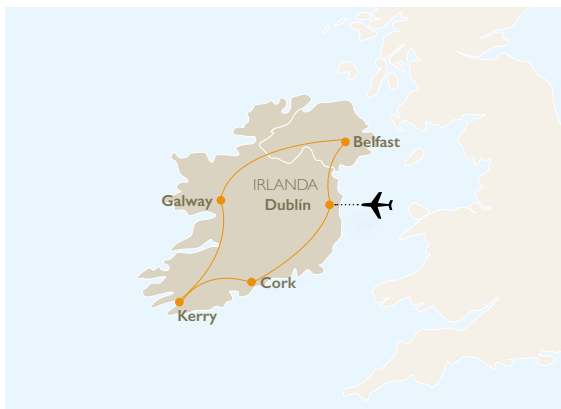 Belfast
IRLANDA
Galway
Dublín
Cork
Kerry